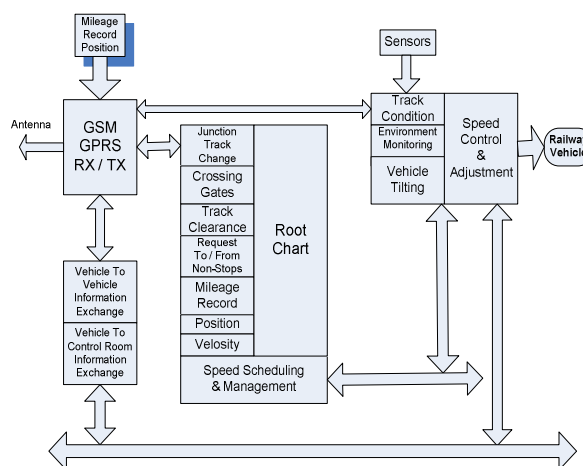 Mileage
Record
Position
Sensors
Antenna
GSM
GPRS
RX / TX
Junction
Track
Change
Crossing
Gates
Track
Clearance
Request
To / From
Non-Stops
Mileage
Record
Position
Velosity
Root
Chart
Speed Scheduling
& Management
Track
Condition
Environment
Monitoring
Vehicle
Tilting
Speed
Control
&
Adjustment
Railway
Vehicle
Vehicle To
Vehicle
Information
Exchange
Vehicle To
Control Room
Information
Exchange